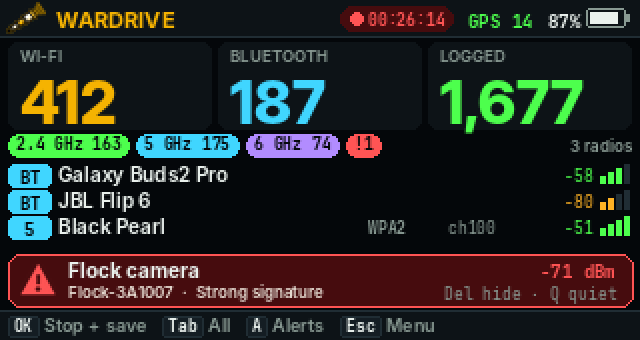 WARDRIVE 00:26:14 GPS 14 87%
WI-FI BLUETOOTH LOGGED
412 187 1,677
2.4 GHz 163 5 GHz 175 6 GHz 74 !1 3 radios
BT Galaxy Buds2 Pro -58
BT JBL Flip 6 -80
5 Black Pearl WPA2 ch100 -51
Flock camera -71 dBm
Flock-3A1007 · Strong signature Del hide · Q quiet
OK Stop + save Tab All A Alerts Esc Menu